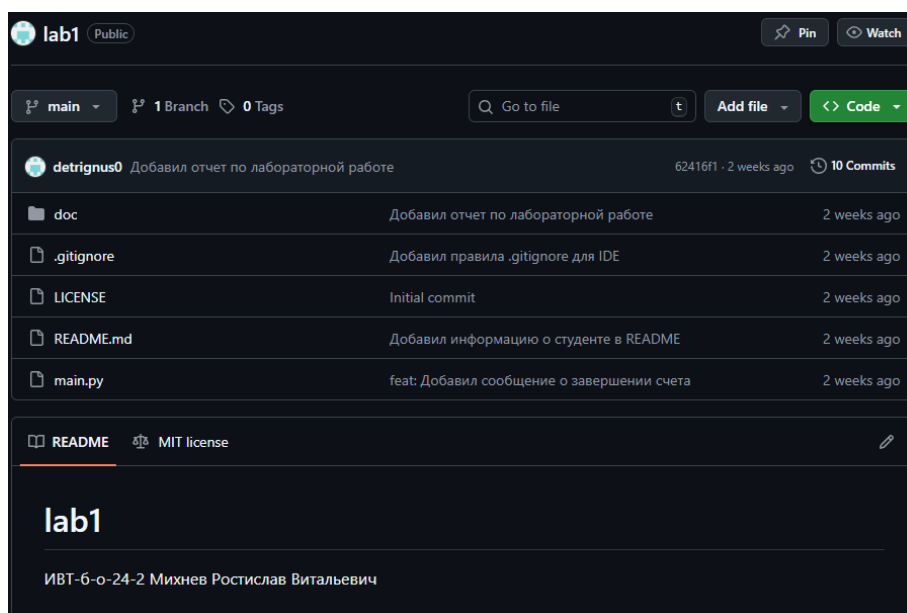 lab1 Public Pin Watch
main 1 Branch 0 Tags Go to file t Add file Code
detrignus0 Добавил отчет по лабораторной работе 62416f1 · 2 weeks ago 10 Commits
doc Добавил отчет по лабораторной работе 2 weeks ago
.gitignore Добавил правила .gitignore для IDE 2 weeks ago
LICENSE Initial commit 2 weeks ago
README.md Добавил информацию о студенте в README 2 weeks ago
main.py feat: Добавил сообщение о завершении счета 2 weeks ago
README MIT license
lab1
ИВТ-б-о-24-2 Михнев Ростислав Витальевич